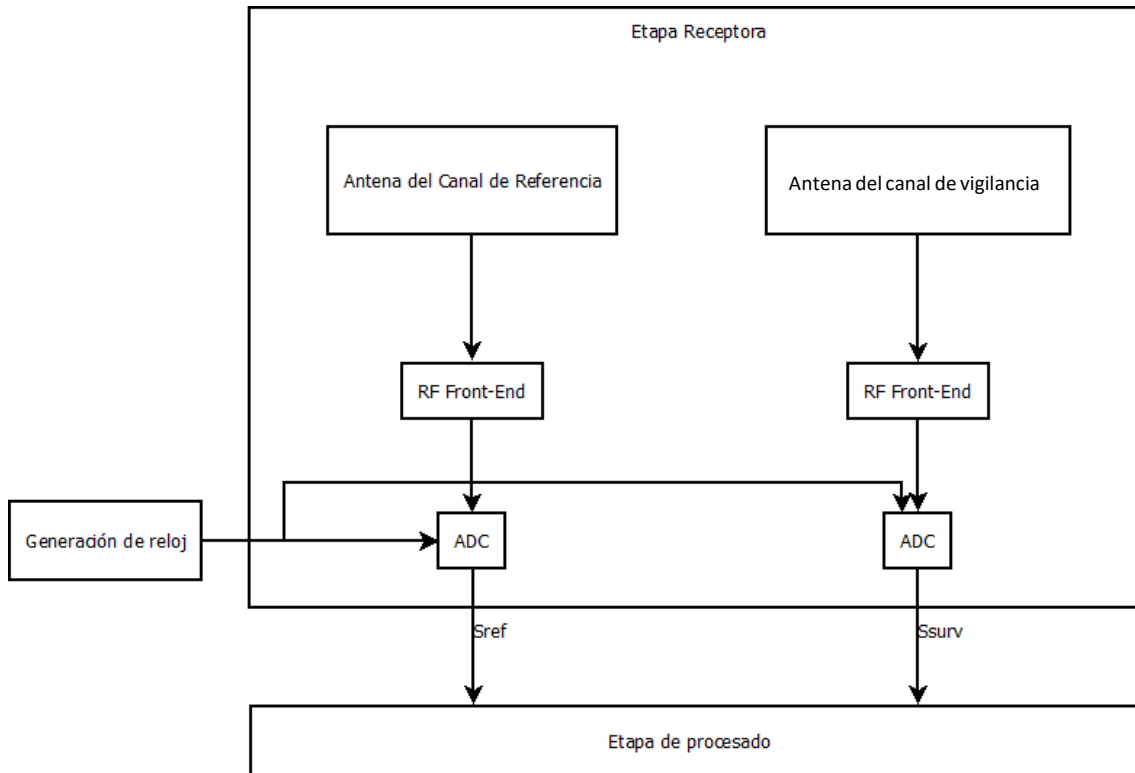 Etapa Receptora
Antena del Canal de Referencia
Antena del canal de vigilancia
RF Front-End
RF Front-End
Generación de reloj
ADC
ADC
Sref
Ssurv
Etapa de procesado